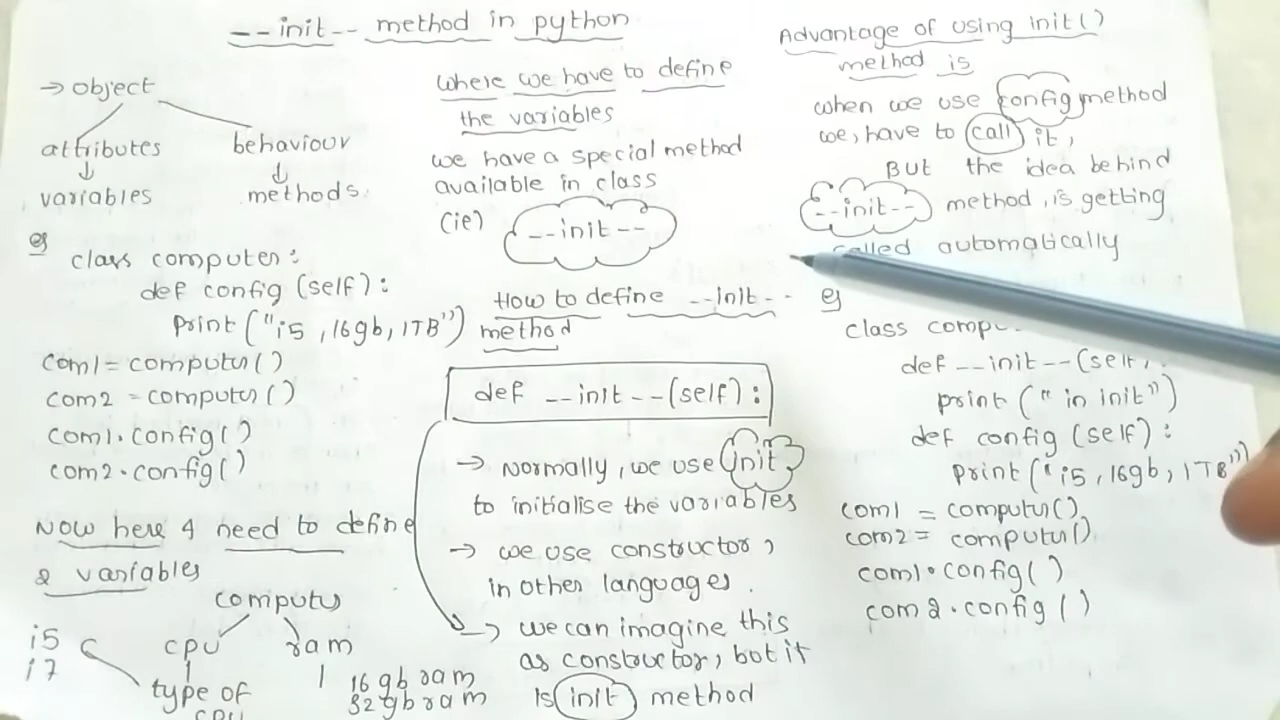 --init-- method in python
→ object
attributes behaviour
variables methods.
eg
class computer:
def config (self):
print ("i5, 16gb, 1TB")
com1 = computer()
com2 = computer()
com1.config()
com2.config()
Now here I need to define
2 variables
computer
cpu ram
i5
i7
type of
cpu
16 gb ram
32 gb ram
where we have to define
the variables
we have a special method
available in class
(ie) --init--
How to define --init--
method
def --init--(self):
→ Normally, we use init
to initialise the variables
→ we use constructor,
in other languages.
→ we can imagine this
as constructor, but it
is init method
Advantage of using init()
method is
when we use config method
we, have to call it,
But the idea behind
--init-- method, is getting
called automatically
eg
class
def --init--(self
print (" in init")
def config (self):
print (" i5, 16gb, 1TB")
com1 = computer()
com2 = computer()
com1.config()
com2.config()